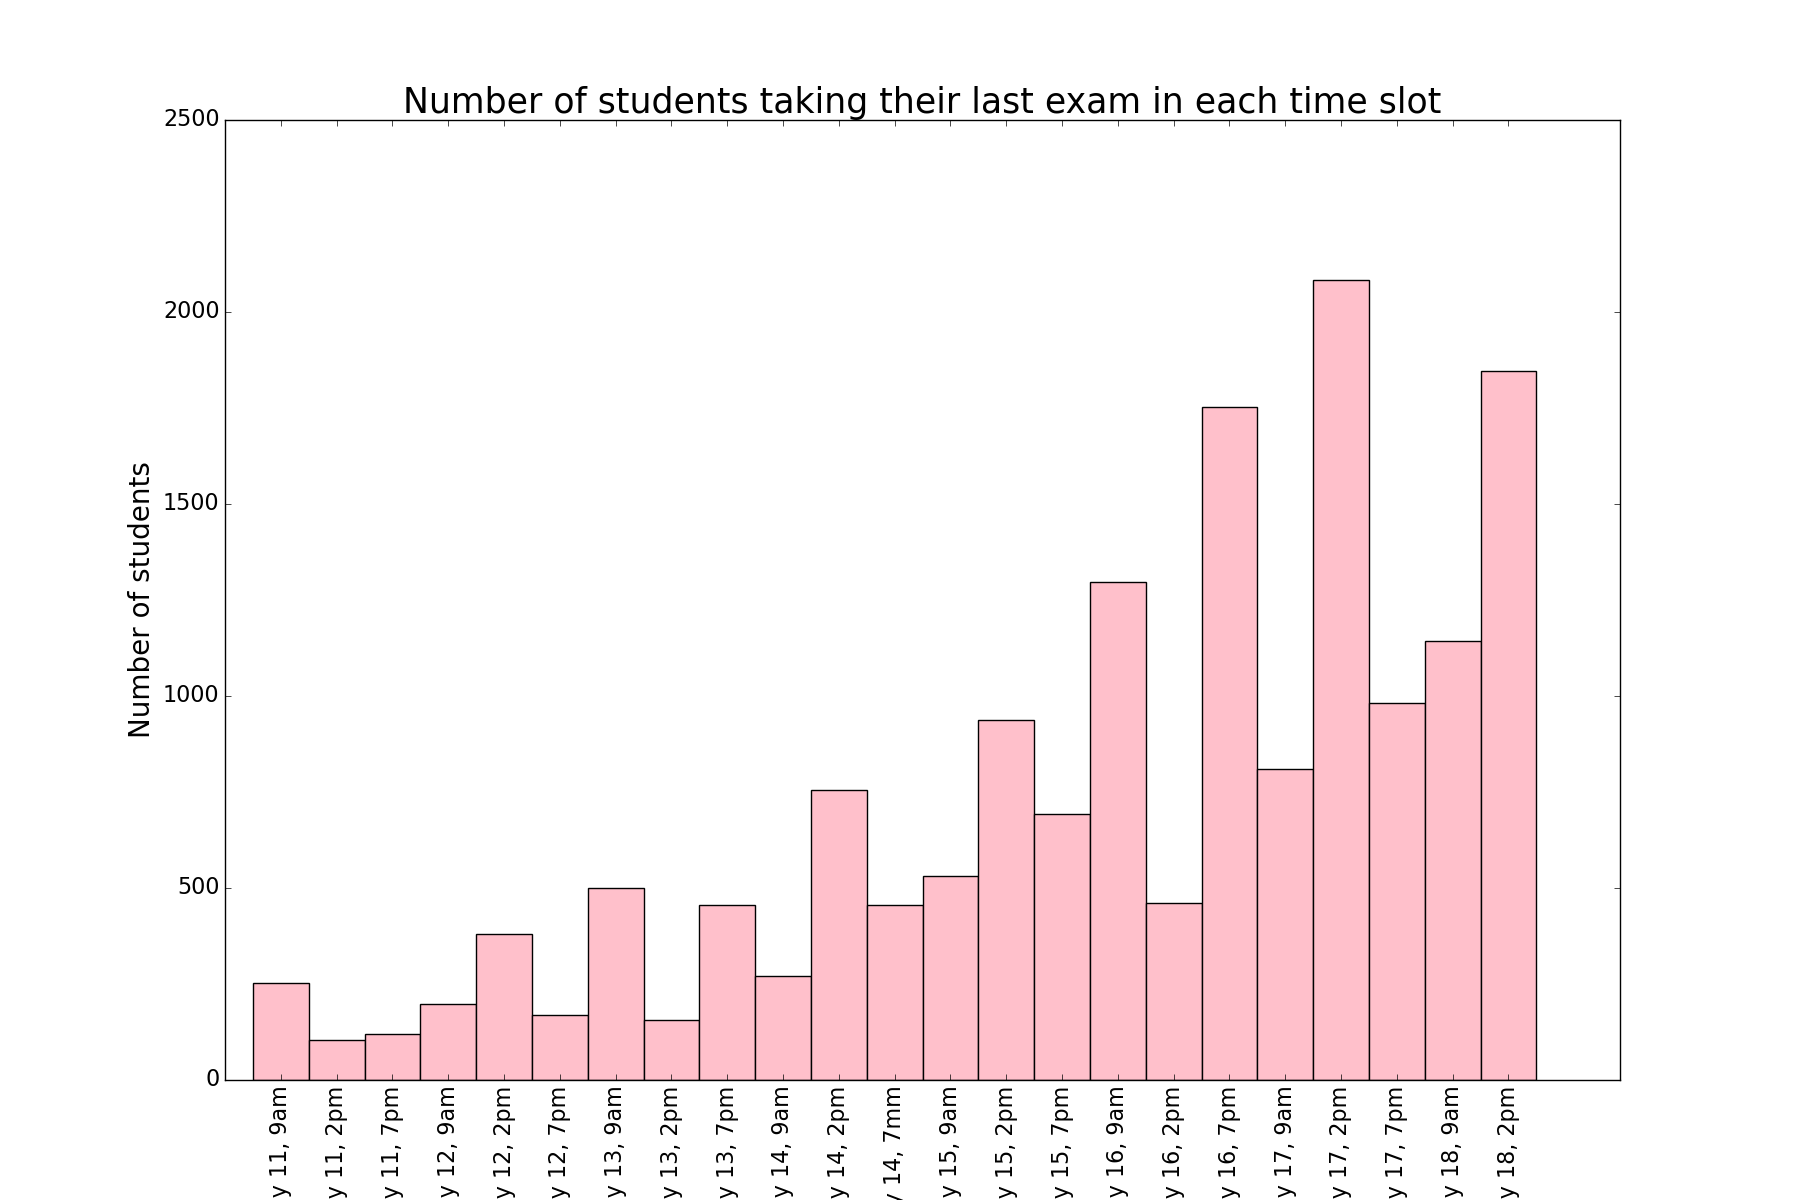 Number of students taking their last exam in each time slot
Number of students
2500
2000
1500
1000
500
0
y 11, 9am
y 11, 2pm
y 11, 7pm
y 12, 9am
y 12, 2pm
y 12, 7pm
y 13, 9am
y 13, 2pm
y 13, 7pm
y 14, 9am
y 14, 2pm
y 14, 7mm
y 15, 9am
y 15, 2pm
y 15, 7pm
y 16, 9am
y 16, 2pm
y 16, 7pm
y 17, 9am
y 17, 2pm
y 17, 7pm
y 18, 9am
y 18, 2pm